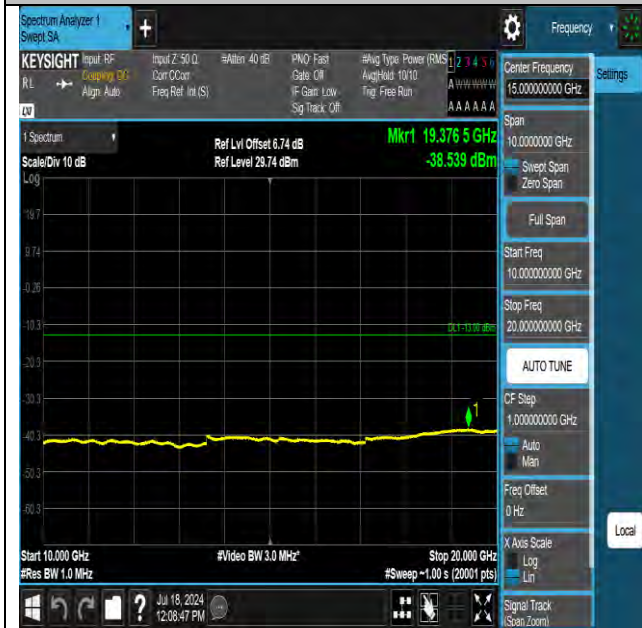 Spectrum Analyzer 1
Swept SA
Frequency
KEYSIGHT
Input: RF
Coupling: DC
Align: Auto
RL
Input Z: 50 Ω
Corr CCorr
Freq Ref: Int (S)
#Atten: 40 dB
PNO: Fast
Gate: Off
IF Gain: Low
Sig Track: Off
#Avg Type: Power (RMS
Avg|Hold: 10/10
Trig: Free Run
1 2 3 4 5 6
A W W W W W
A A A A A A
1 Spectrum
Scale/Div 10 dB
Log
Ref Lvl Offset 6.74 dB
Ref Level 29.74 dBm
Mkr1 19.376 5 GHz
-38.539 dBm
19.7
9.74
-0.26
-10.3
-20.3
-30.3
-40.3
-50.3
-60.3
DL1 -13.00 dBm
1
Start 10.000 GHz
#Res BW 1.0 MHz
#Video BW 3.0 MHz*
Stop 20.000 GHz
#Sweep ~1.00 s (20001 pts)
Jul 18, 2024
12:08:47 PM
Center Frequency
15.000000000 GHz
Settings
Span
10.0000000 GHz
Swept Span
Zero Span
Full Span
Start Freq
10.000000000 GHz
Stop Freq
20.000000000 GHz
AUTO TUNE
CF Step
1.000000000 GHz
Auto
Man
Freq Offset
0 Hz
X Axis Scale
Log
Lin
Local
Signal Track
(Span Zoom)